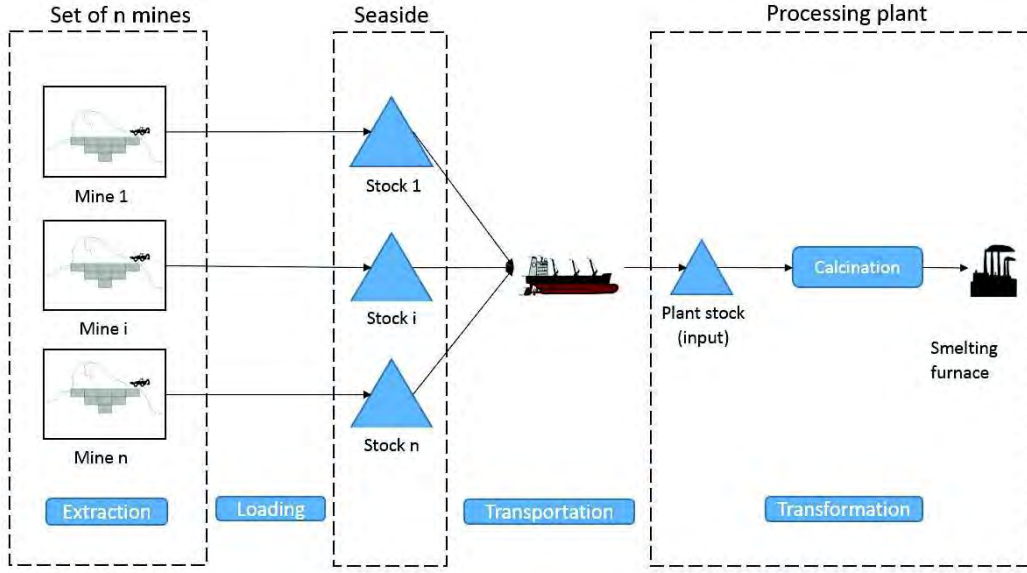 Set of n mines
Seaside
Processing plant
Mine 1
Stock 1
Mine i
Stock i
Mine n
Stock n
Plant stock
(input)
Calcination
Smelting
furnace
Extraction
Loading
Transportation
Transformation